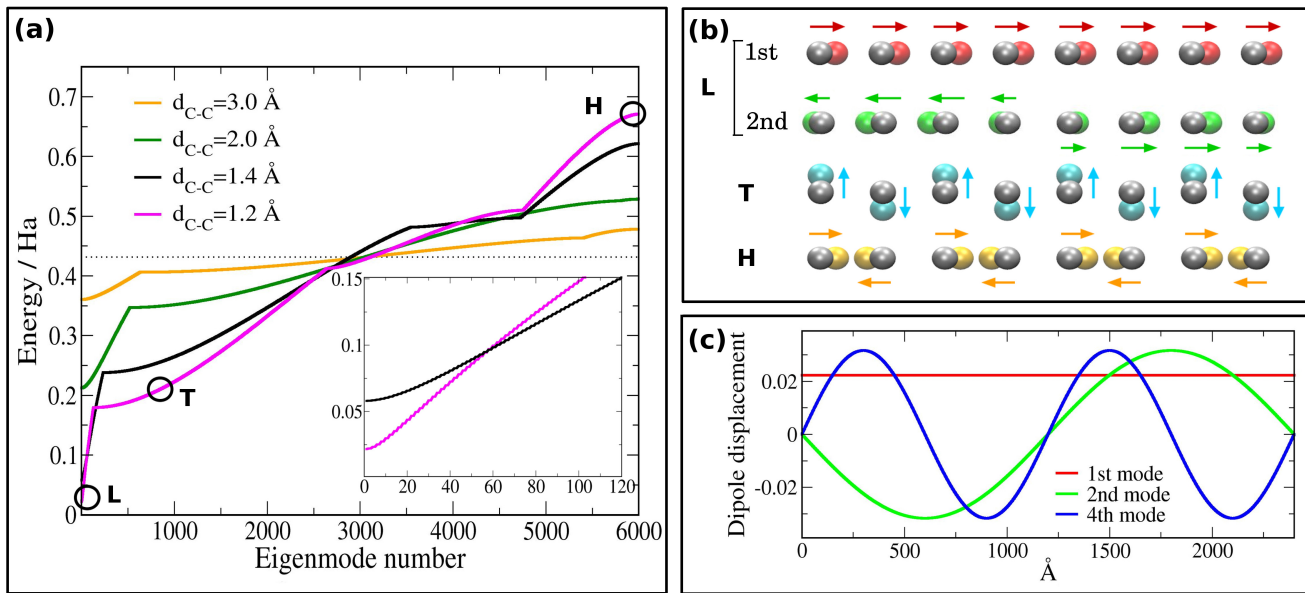 (a)
0.7
0.6
0.5
0.4
0.3
0.2
0.1
0
Energy / Ha
d_C-C=3.0 Å
d_C-C=2.0 Å
d_C-C=1.4 Å
d_C-C=1.2 Å
H
T
L
0.15
0.10
0.05
0 20 40 60 80 100 120
1000 2000 3000 4000 5000 6000
Eigenmode number
(b)
1st
L
2nd
T
H
(c)
Dipole displacement
0.02
0
-0.02
1st mode
2nd mode
4th mode
0 500 1000 1500 2000
Å